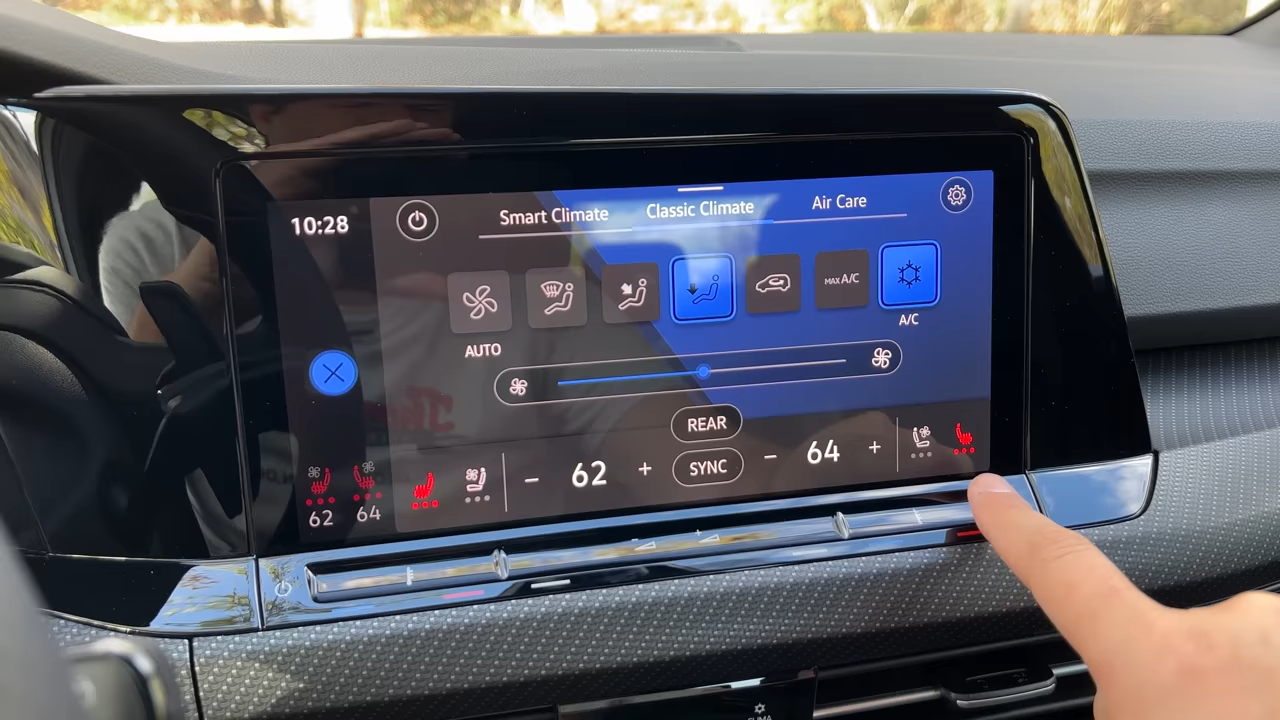 10:28
Smart Climate
Classic Climate
Air Care
MAX A/C
A/C
AUTO
REAR
SYNC
− 62 +
− 64 +
62 64